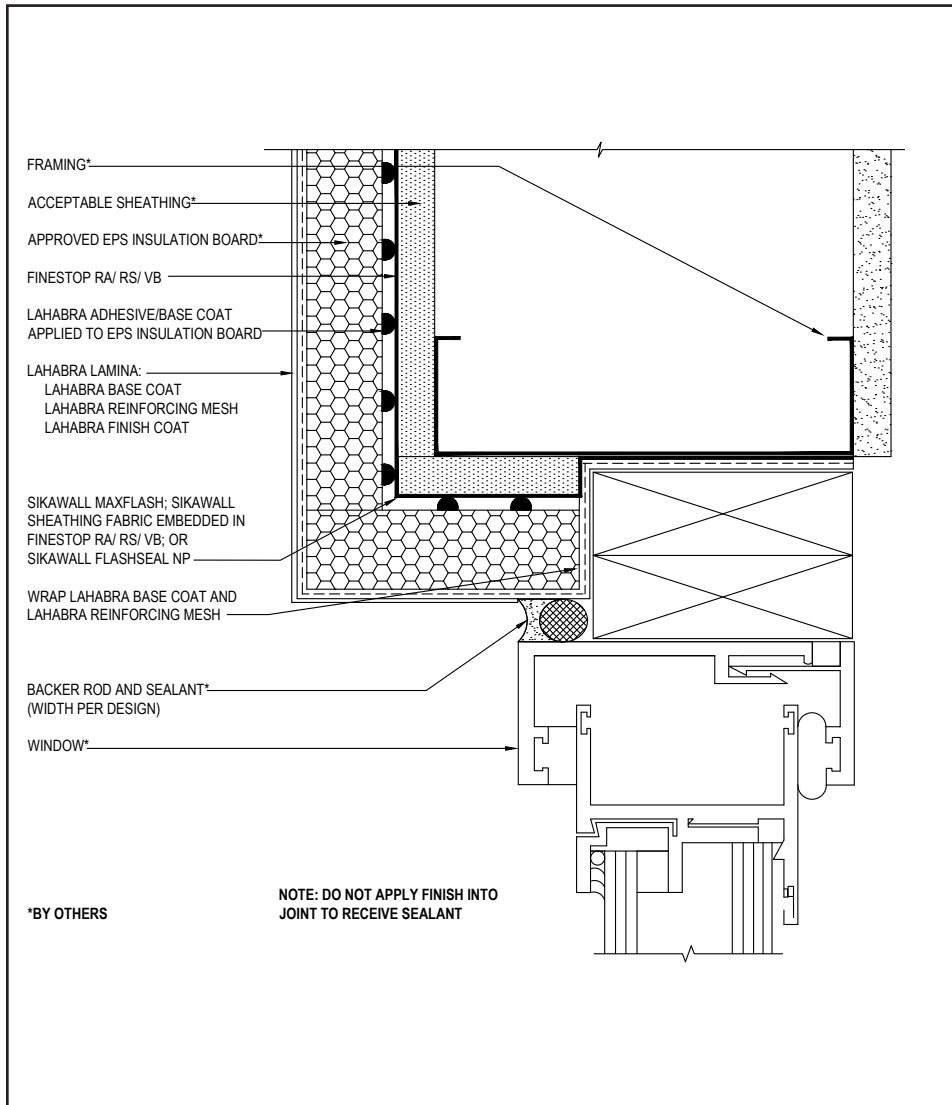 FRAMING*
ACCEPTABLE SHEATHING*
APPROVED EPS INSULATION BOARD*
FINESTOP RA/ RS/ VB
LAHABRA ADHESIVE/BASE COAT
APPLIED TO EPS INSULATION BOARD
LAHABRA LAMINA:
LAHABRA BASE COAT
LAHABRA REINFORCING MESH
LAHABRA FINISH COAT
SIKAWALL MAXFLASH; SIKAWALL
SHEATHING FABRIC EMBEDDED IN
FINESTOP RA/ RS/ VB; OR
SIKAWALL FLASHSEAL NP
WRAP LAHABRA BASE COAT AND
LAHABRA REINFORCING MESH
BACKER ROD AND SEALANT*
(WIDTH PER DESIGN)
WINDOW*
*BY OTHERS
NOTE: DO NOT APPLY FINISH INTO
JOINT TO RECEIVE SEALANT